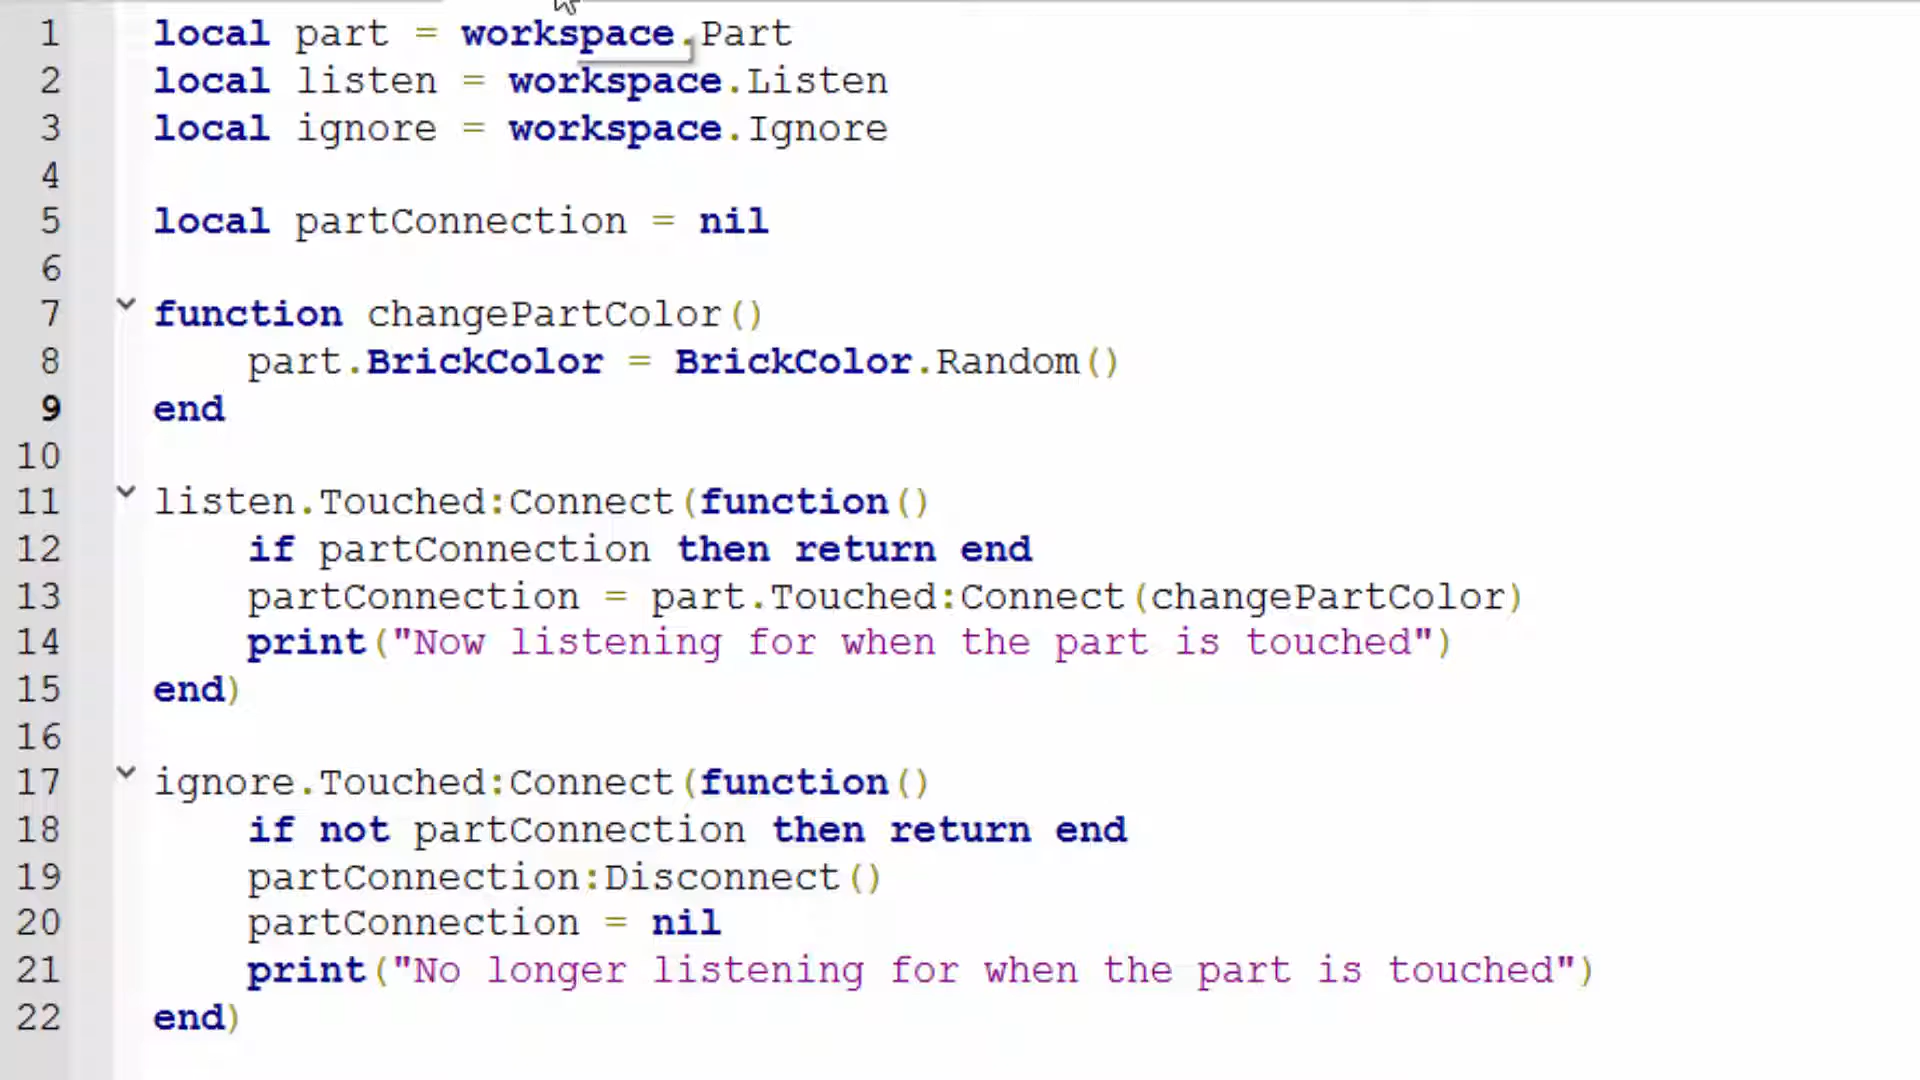 1 local part = workspace.Part
2 local listen = workspace.Listen
3 local ignore = workspace.Ignore
4
5 local partConnection = nil
6
7 function changePartColor()
8     part.BrickColor = BrickColor.Random()
9 end
10
11 listen.Touched:Connect(function()
12     if partConnection then return end
13     partConnection = part.Touched:Connect(changePartColor)
14     print("Now listening for when the part is touched")
15 end)
16
17 ignore.Touched:Connect(function()
18     if not partConnection then return end
19     partConnection:Disconnect()
20     partConnection = nil
21     print("No longer listening for when the part is touched")
22 end)